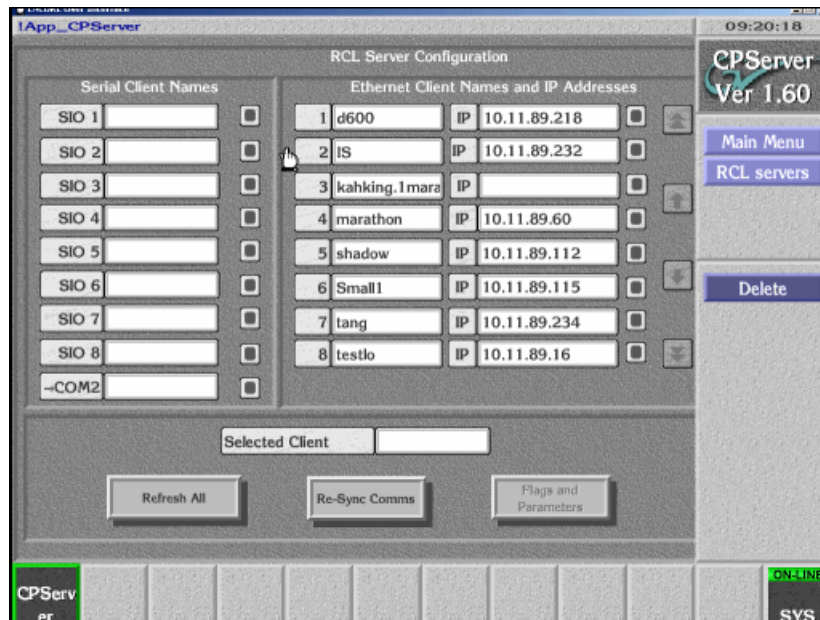 ENCORE User Interface
!App_CPServer
09:20:18
RCL Server Configuration
CPServer
Ver 1.60
Serial Client Names
Ethernet Client Names and IP Addresses
SIO 1
1 d600 IP 10.11.89.218
SIO 2
2 IS IP 10.11.89.232
SIO 3
3 kahking.1mara IP
SIO 4
4 marathon IP 10.11.89.60
SIO 5
5 shadow IP 10.11.89.112
SIO 6
6 Small1 IP 10.11.89.115
SIO 7
7 tang IP 10.11.89.234
SIO 8
8 testlo IP 10.11.89.16
→COM2
Main Menu
RCL servers
Delete
Selected Client
Refresh All
Re-Sync Comms
Flags and
Parameters
CPServ
er
ON-LINE
SYS